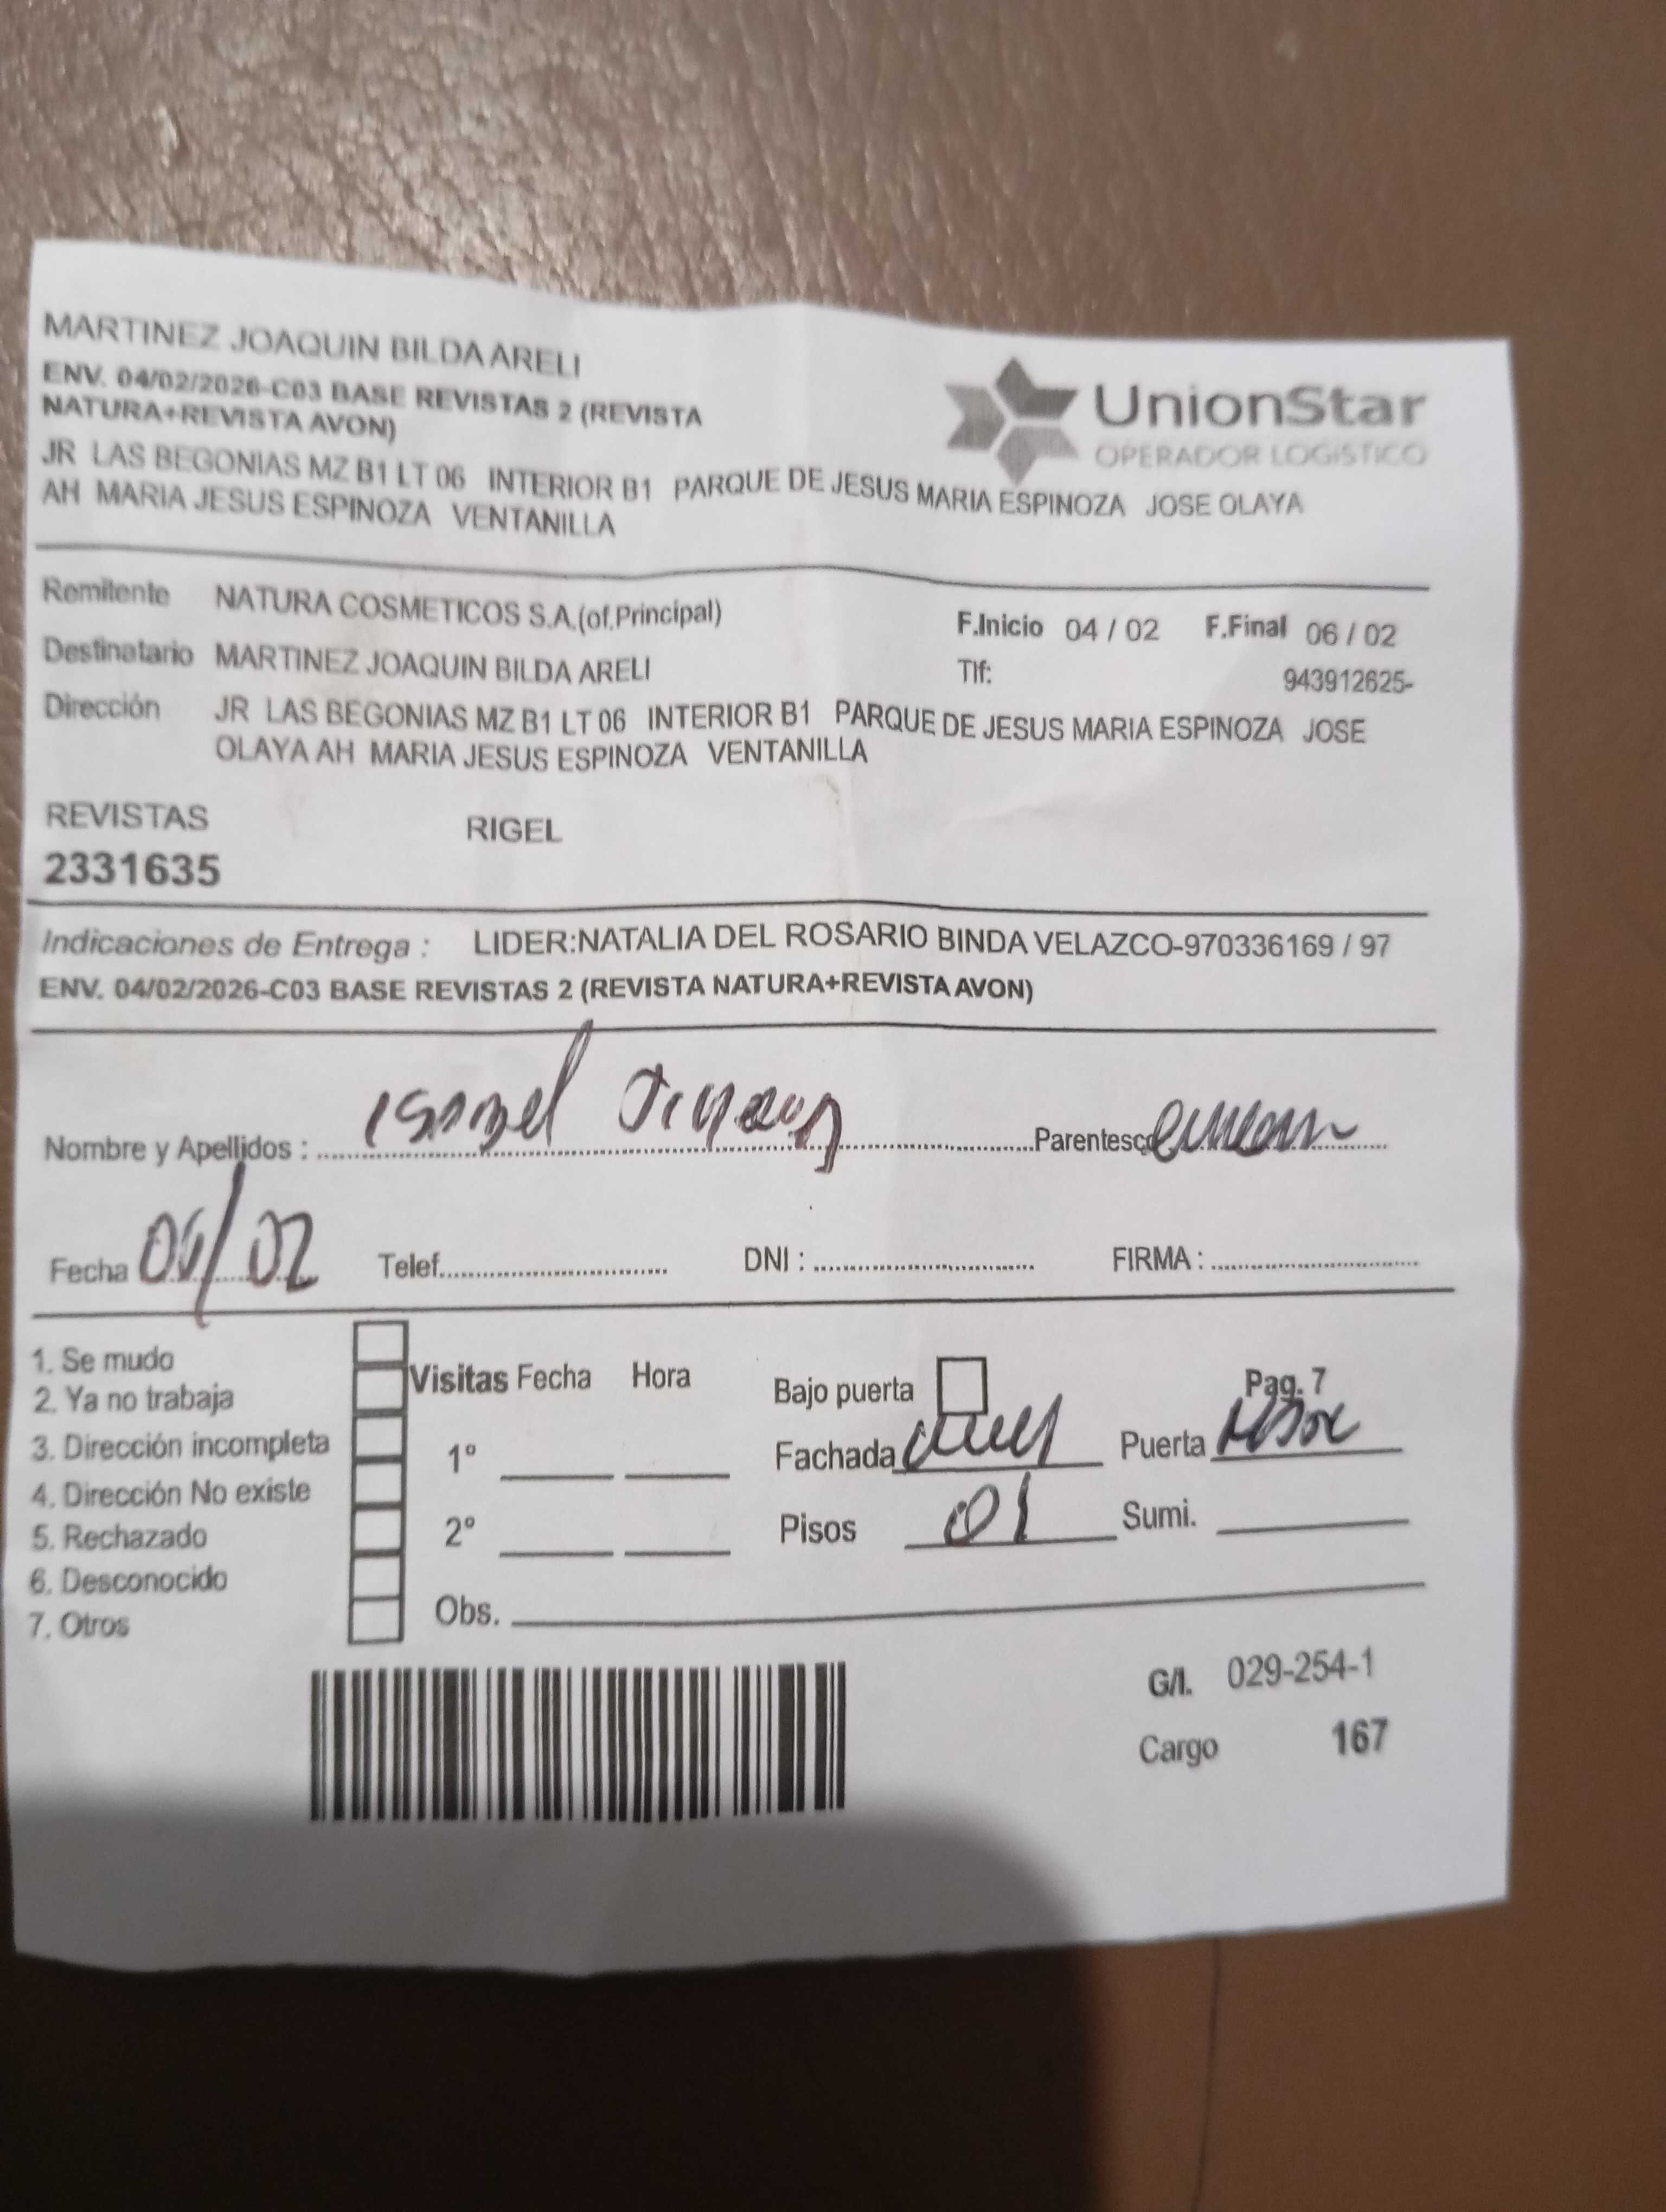 MARTINEZ JOAQUIN BILDA ARELI
ENV. 04/02/2026-C03 BASE REVISTAS 2 (REVISTA
NATURA+REVISTA AVON)
UnionStar
OPERADOR LOGÍSTICO
JR LAS BEGONIAS MZ B1 LT 06 INTERIOR B1 PARQUE DE JESUS MARIA ESPINOZA JOSE OLAYA
AH MARIA JESUS ESPINOZA VENTANILLA
Remitente NATURA COSMETICOS S.A.(of.Principal)
F.Inicio 04 / 02 F.Final 06 / 02
Destinatario MARTINEZ JOAQUIN BILDA ARELI
Tlf: 943912625-
Dirección JR LAS BEGONIAS MZ B1 LT 06 INTERIOR B1 PARQUE DE JESUS MARIA ESPINOZA JOSE
OLAYA AH MARIA JESUS ESPINOZA VENTANILLA
REVISTAS RIGEL
2331635
Indicaciones de Entrega : LIDER:NATALIA DEL ROSARIO BINDA VELAZCO-970336169 / 97
ENV. 04/02/2026-C03 BASE REVISTAS 2 (REVISTA NATURA+REVISTA AVON)
Nombre y Apellidos : Isabel Parentesco
Fecha /02 Telef. DNI : FIRMA :
1. Se mudo
2. Ya no trabaja
3. Dirección incompleta
4. Dirección No existe
5. Rechazado
6. Desconocido
7. Otros
Visitas Fecha Hora
1º
2º
Obs.
Bajo puerta Pag. 7
Fachada Puerta
Pisos 01 Sumi.
G/I. 029-254-1
Cargo 167